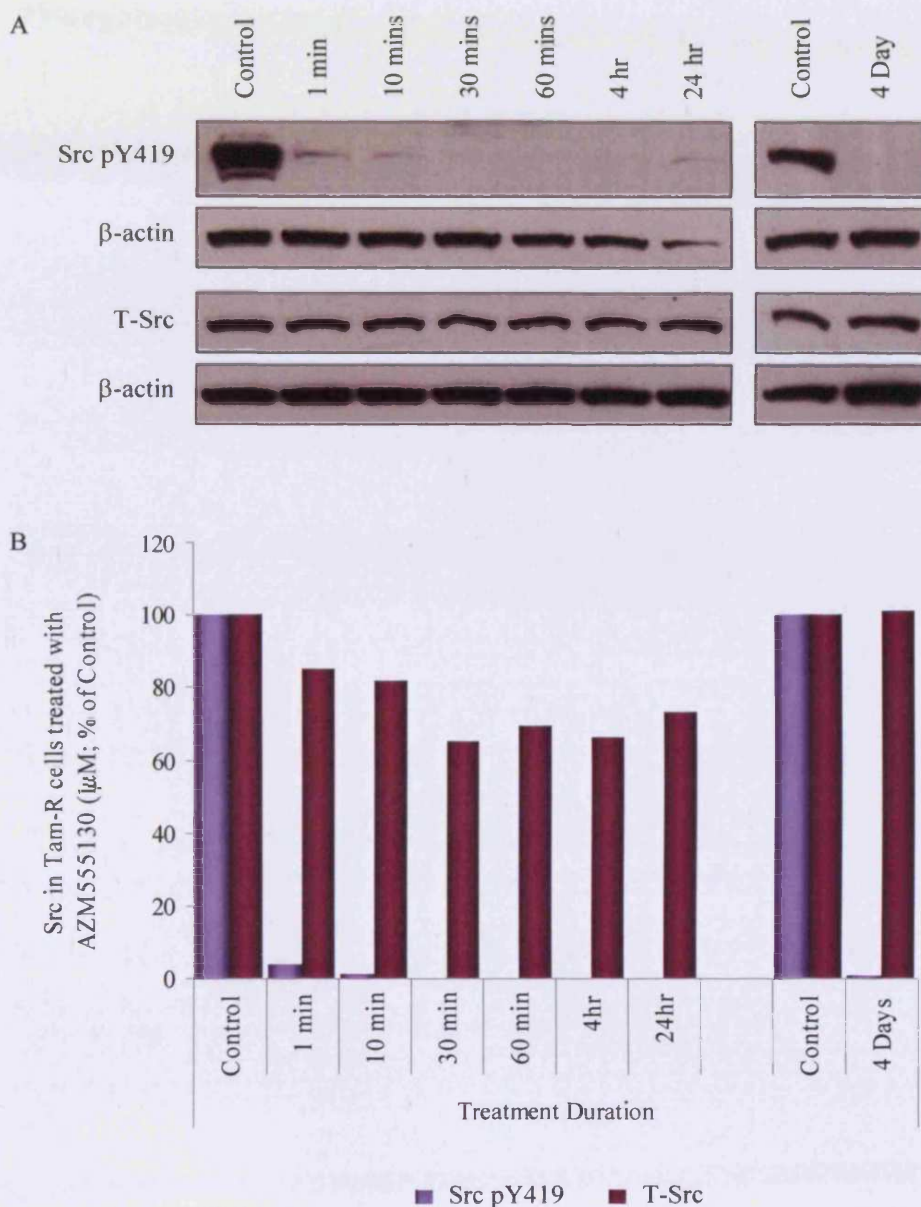 A
Control
1 min
10 mins
30 mins
60 mins
4 hr
24 hr
Control
4 Day
Src pY419
β-actin
T-Src
β-actin
B
Src in Tam-R cells treated with
AZM555130 (1μM; % of Control)
120
100
80
60
40
20
0
Control
1 min
10 min
30 min
60 min
4hr
24hr
Control
4 Days
Treatment Duration
Src pY419
T-Src